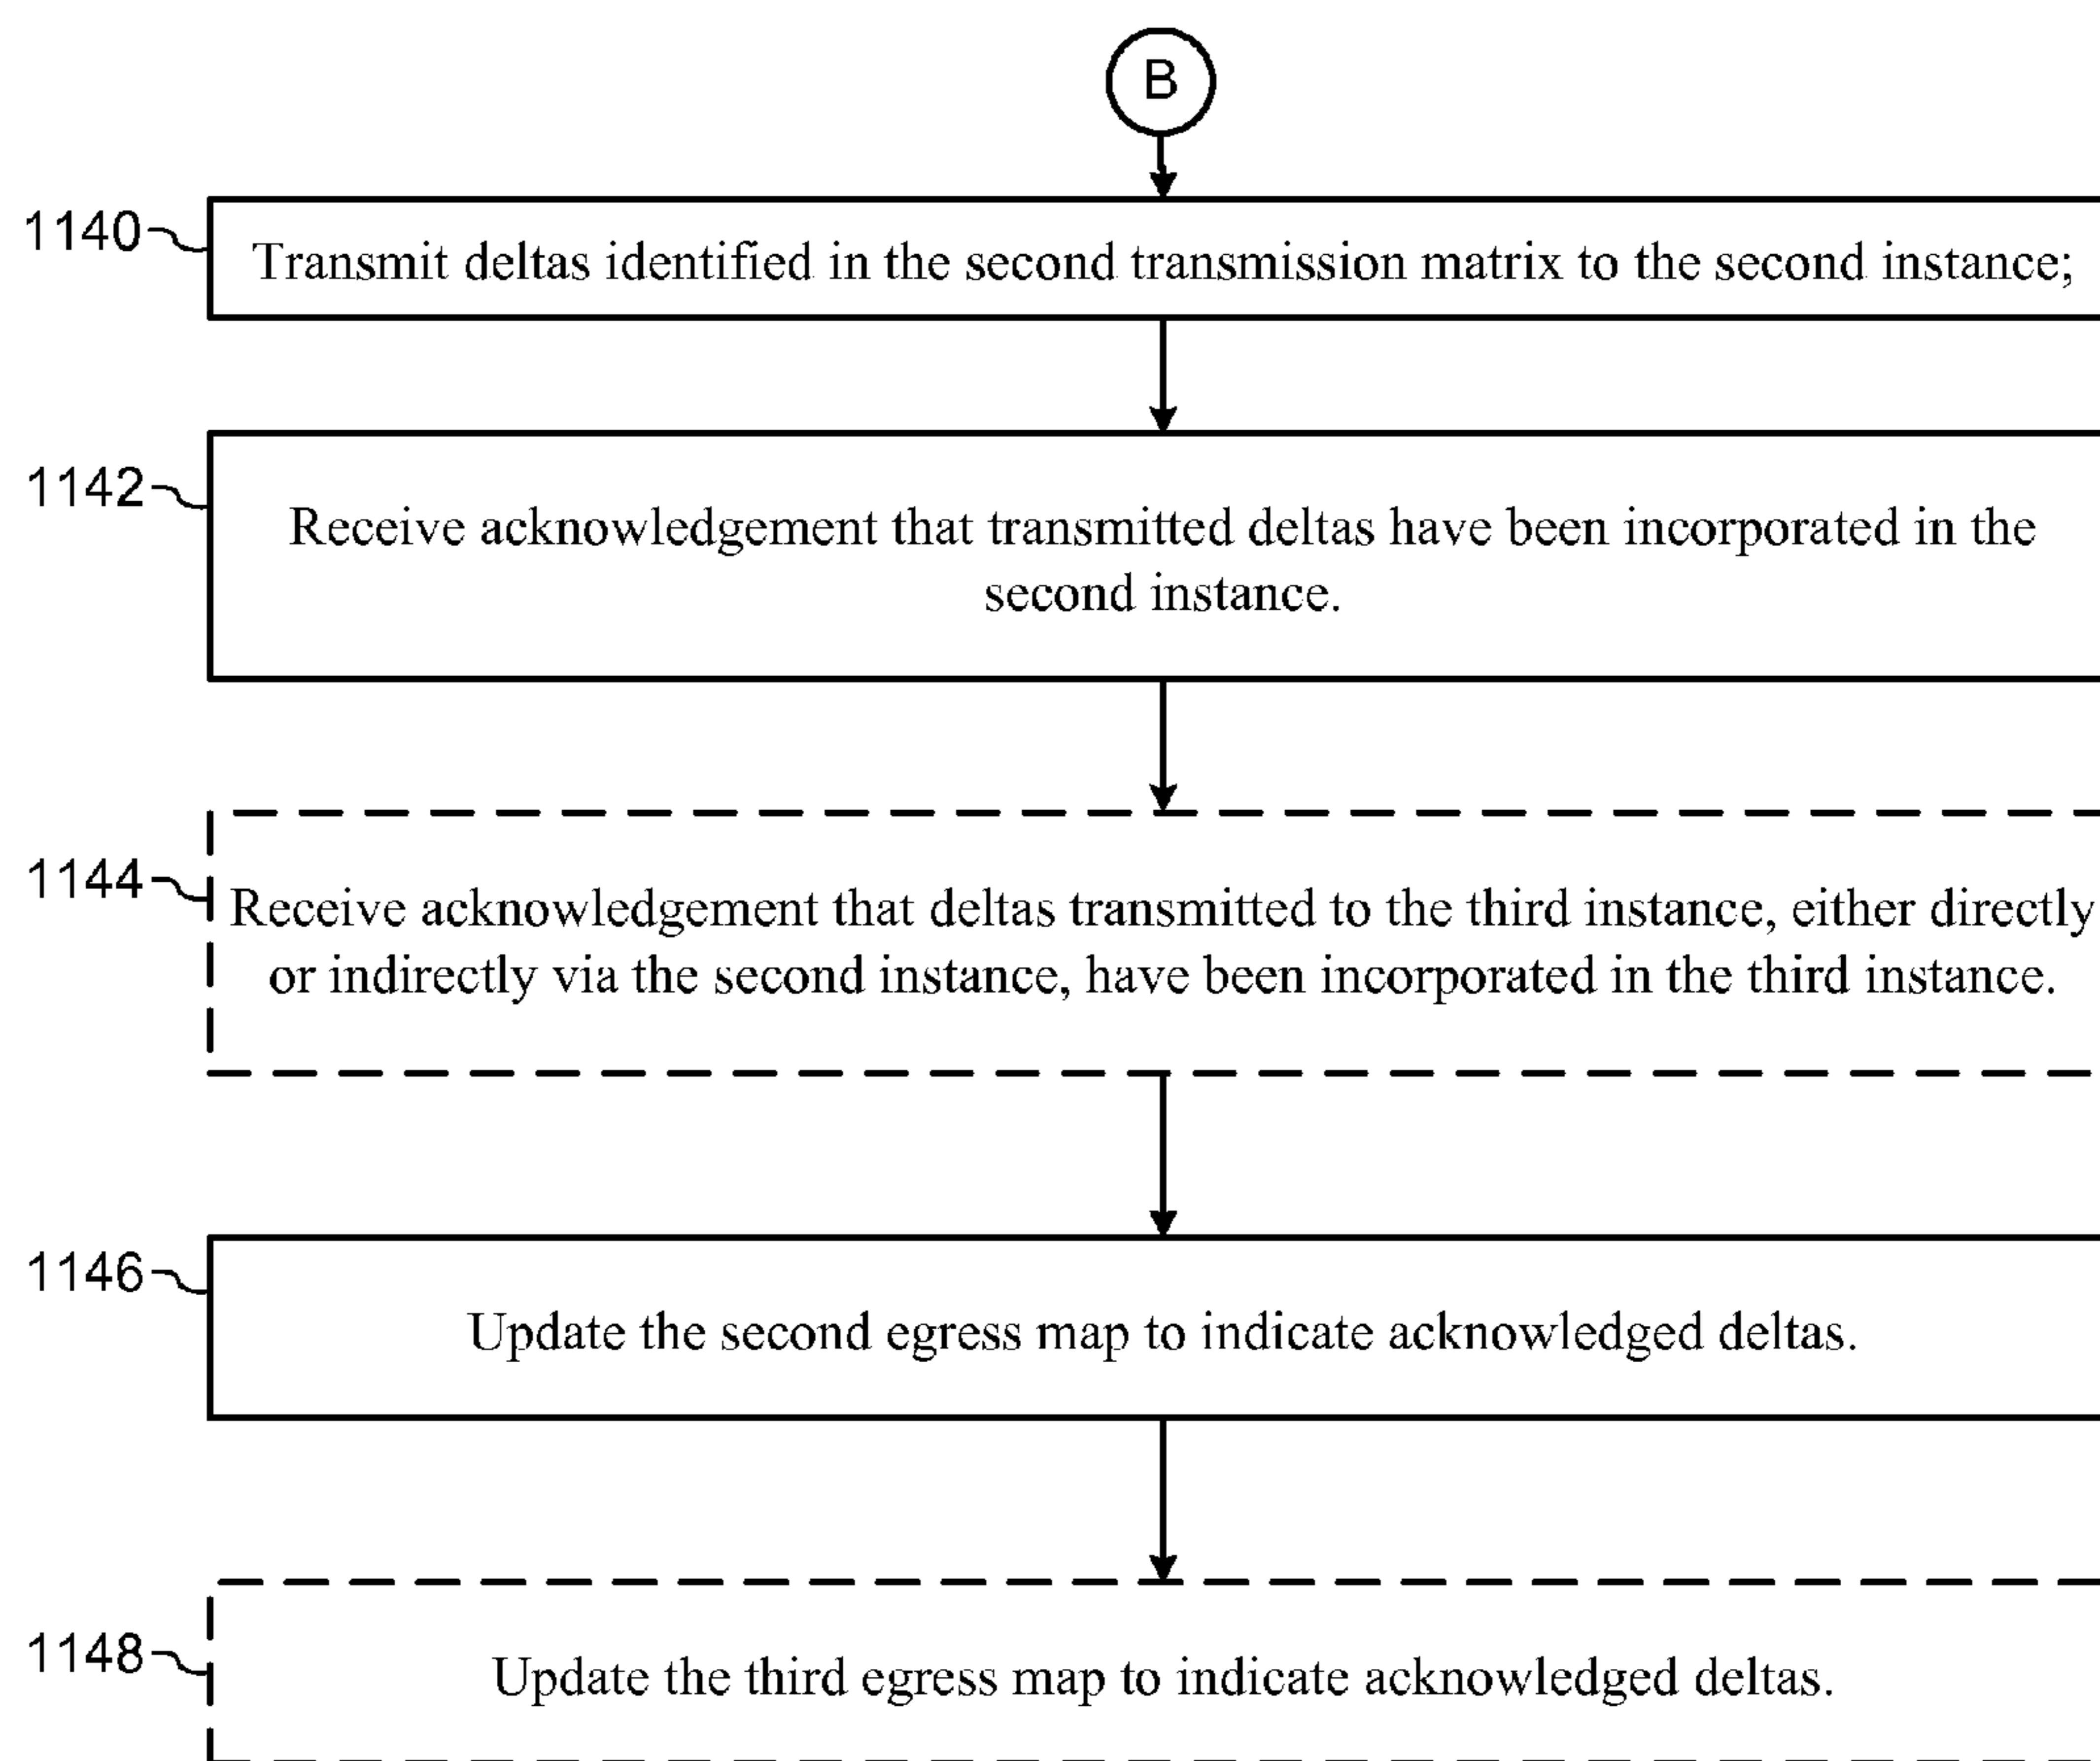 B
1140
Transmit deltas identified in the second transmission matrix to the second instance;
1142
Receive acknowledgement that transmitted deltas have been incorporated in the
second instance.
1144
Receive acknowledgement that deltas transmitted to the third instance, either directly
or indirectly via the second instance, have been incorporated in the third instance.
1146
Update the second egress map to indicate acknowledged deltas.
1148
Update the third egress map to indicate acknowledged deltas.